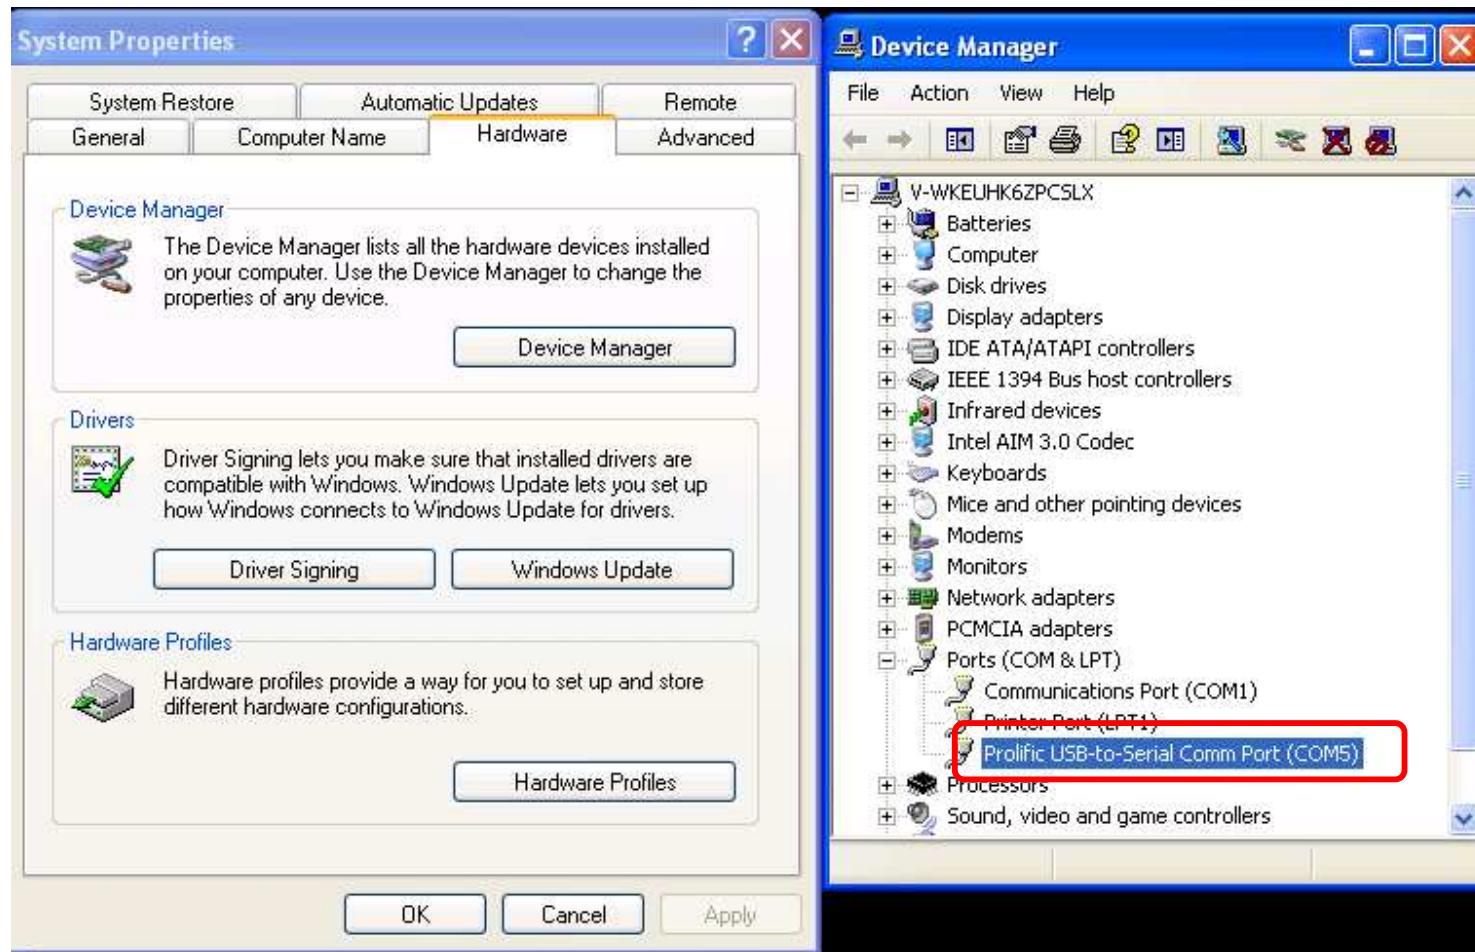 System Properties
System Restore Automatic Updates Remote
General Computer Name Hardware Advanced
Device Manager
The Device Manager lists all the hardware devices installed
on your computer. Use the Device Manager to change the
properties of any device.
Device Manager
Drivers
Driver Signing lets you make sure that installed drivers are
compatible with Windows. Windows Update lets you set up
how Windows connects to Windows Update for drivers.
Driver Signing Windows Update
Hardware Profiles
Hardware profiles provide a way for you to set up and store
different hardware configurations.
Hardware Profiles
OK Cancel Apply
Device Manager
File Action View Help
V-WKEUHK6ZPCSLX
Batteries
Computer
Disk drives
Display adapters
IDE ATA/ATAPI controllers
IEEE 1394 Bus host controllers
Infrared devices
Intel AIM 3.0 Codec
Keyboards
Mice and other pointing devices
Modems
Monitors
Network adapters
PCMCIA adapters
Ports (COM & LPT)
Communications Port (COM1)
Printer Port (LPT1)
Prolific USB-to-Serial Comm Port (COM5)
Processors
Sound, video and game controllers